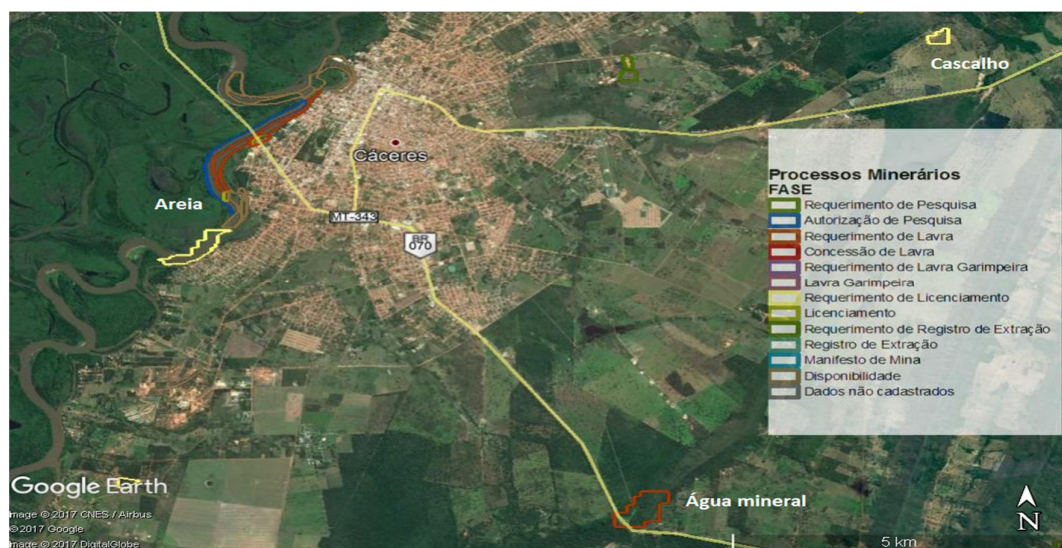 Cascalho
Cáceres
Areia
MT-343
BR
070
Processos Minerários
FASE
Requerimento de Pesquisa
Autorização de Pesquisa
Requerimento de Lavra
Concessão de Lavra
Requerimento de Lavra Garimpeira
Lavra Garimpeira
Requerimento de Licenciamento
Licenciamento
Requerimento de Registro de Extração
Registro de Extração
Manifesto de Mina
Disponibilidade
Dados não cadastrados
Google Earth
Água mineral
mage © 2017 CNES / Airbus
© 2017 Google
mage © 2017 DigitalGlobe
5 km
N